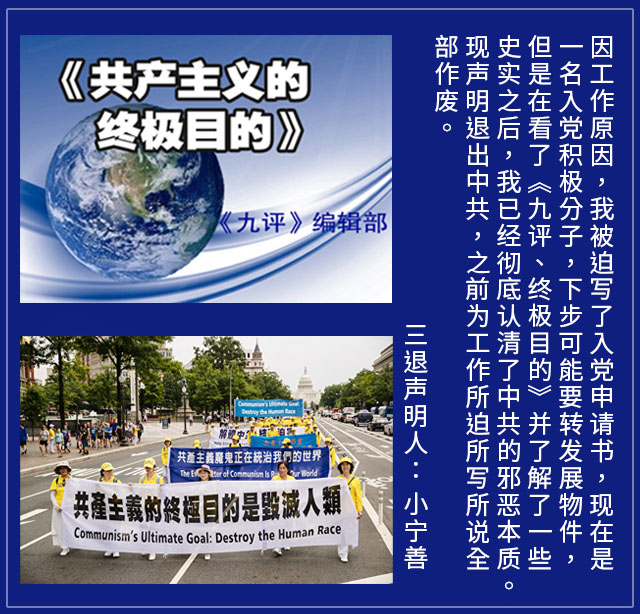 《共产主义的
终极目的》
《九评》编辑部
因工作原因，我被迫写了入党申请书，现在是
一名入党积极分子，下步可能要转发展物件，
但是在看了《九评、终极目的》并了解了一些
史实之后，我已经彻底认清了中共的邪恶本质。
现声明退出中共，之前为工作所迫所写所说全
部作废。
三退声明人：小宁善
Communism's Ultimate Goal
Destroy the Human Race
共產主義魔鬼正在統治我們的世界
The of Communism Is Our World
共產主義的終極目的是毀滅人類
Communism's Ultimate Goal: Destroy the Human Race